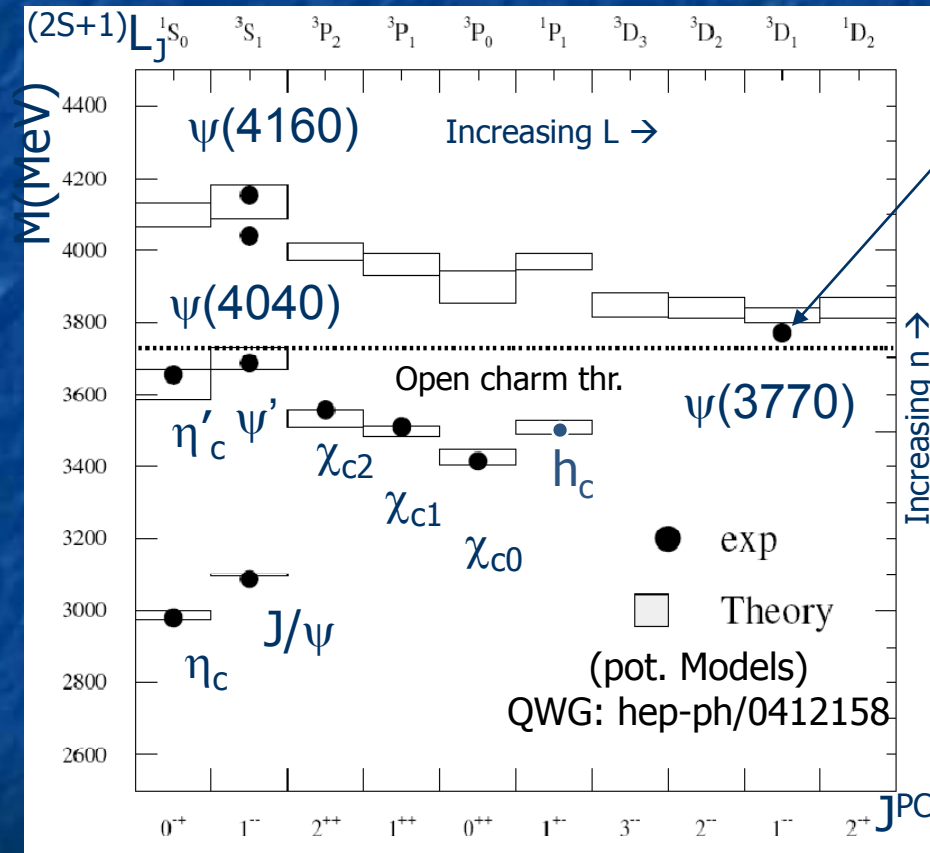 (2S+1)L_J ¹S₀ ³S₁ ³P₂ ³P₁ ³P₀ ¹P₁ ³D₃ ³D₂ ³D₁ ¹D₂
M(MeV)
4400
ψ(4160)
Increasing L →
4200
4000
ψ(4040)
3800
Open charm thr.
3600
η′c ψ’
ψ(3770)
χc2
hc
Increasing n →
3400
χc1
χc0
3200
exp
3000
J/ψ
Theory
ηc
(pot. Models)
2800
QWG: hep-ph/0412158
2600
0⁻⁺ 1⁻⁻ 2⁺⁺ 1⁺⁺ 0⁺⁺ 1⁺⁻ 3⁻⁻ 2⁻⁻ 1⁻⁻ 2⁻⁺ J^PC